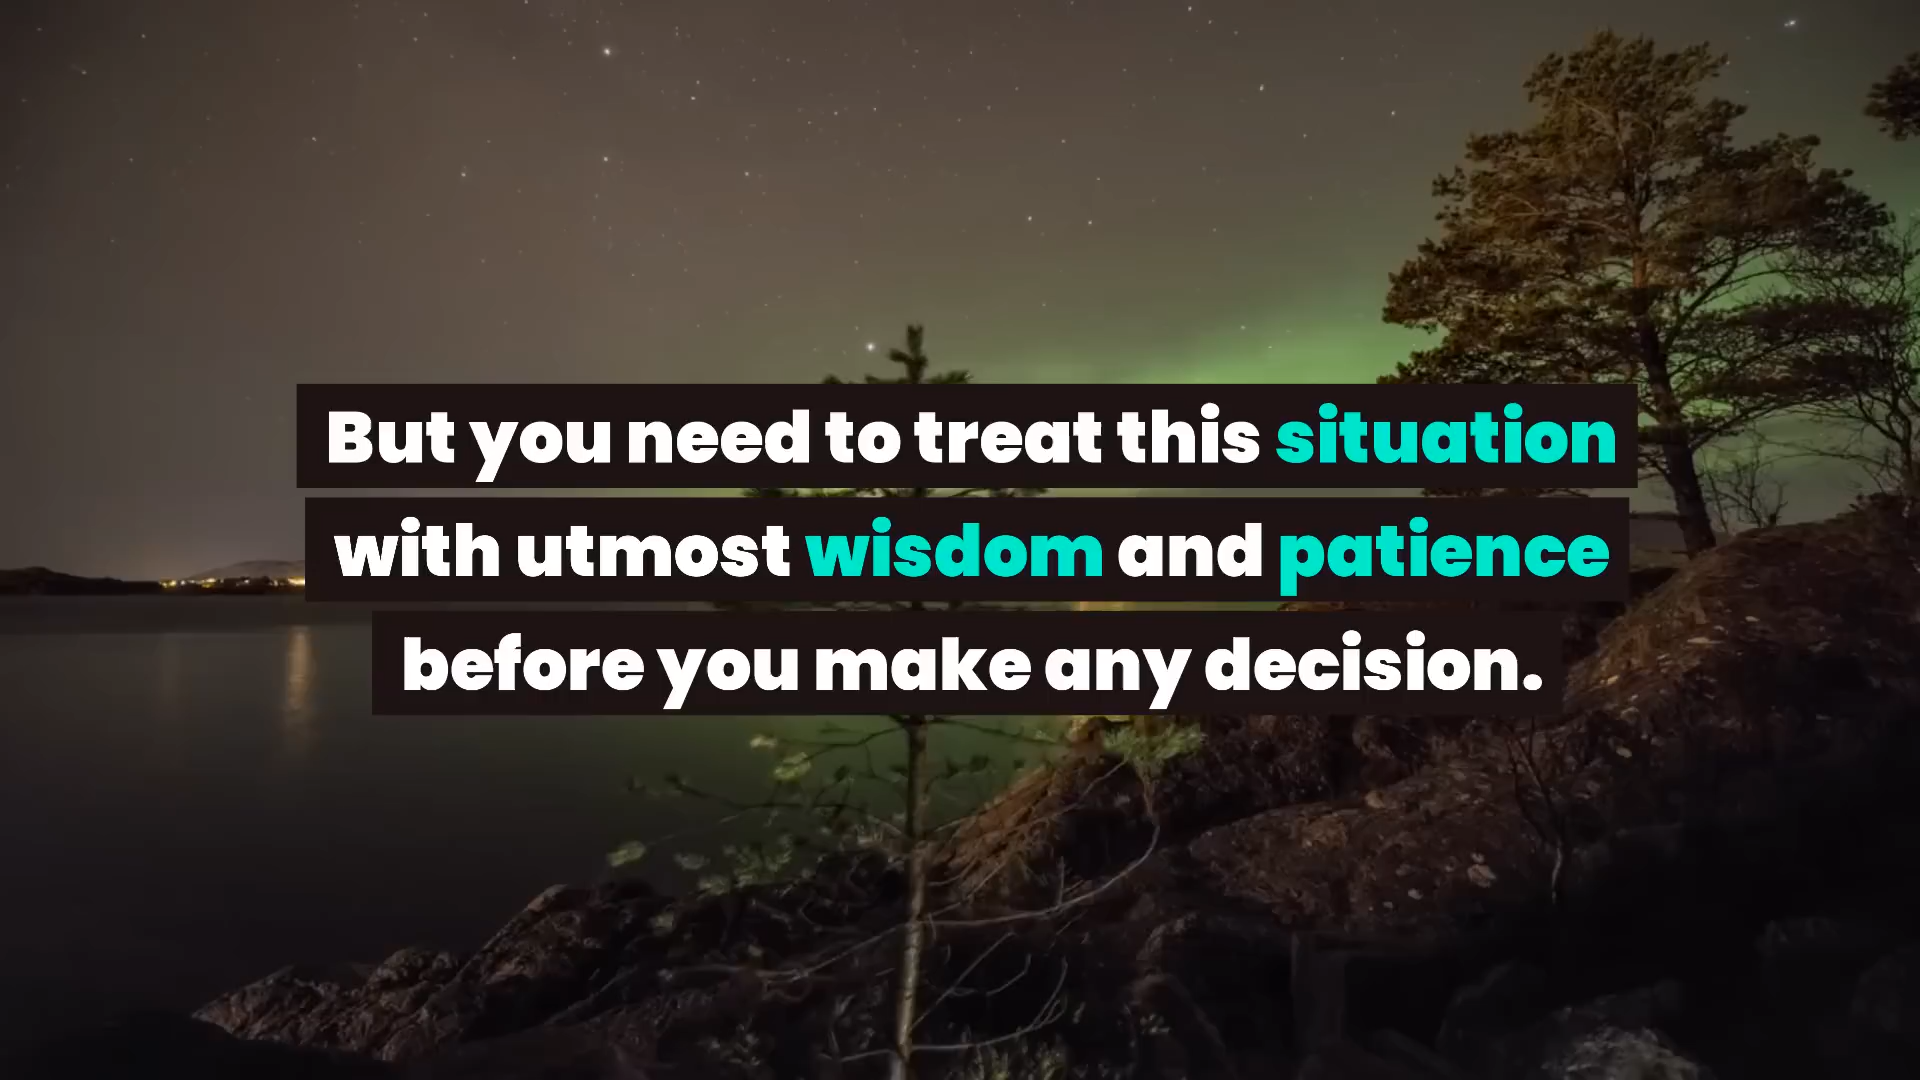 But you need to treat this situation
with utmost wisdom and patience
before you make any decision.